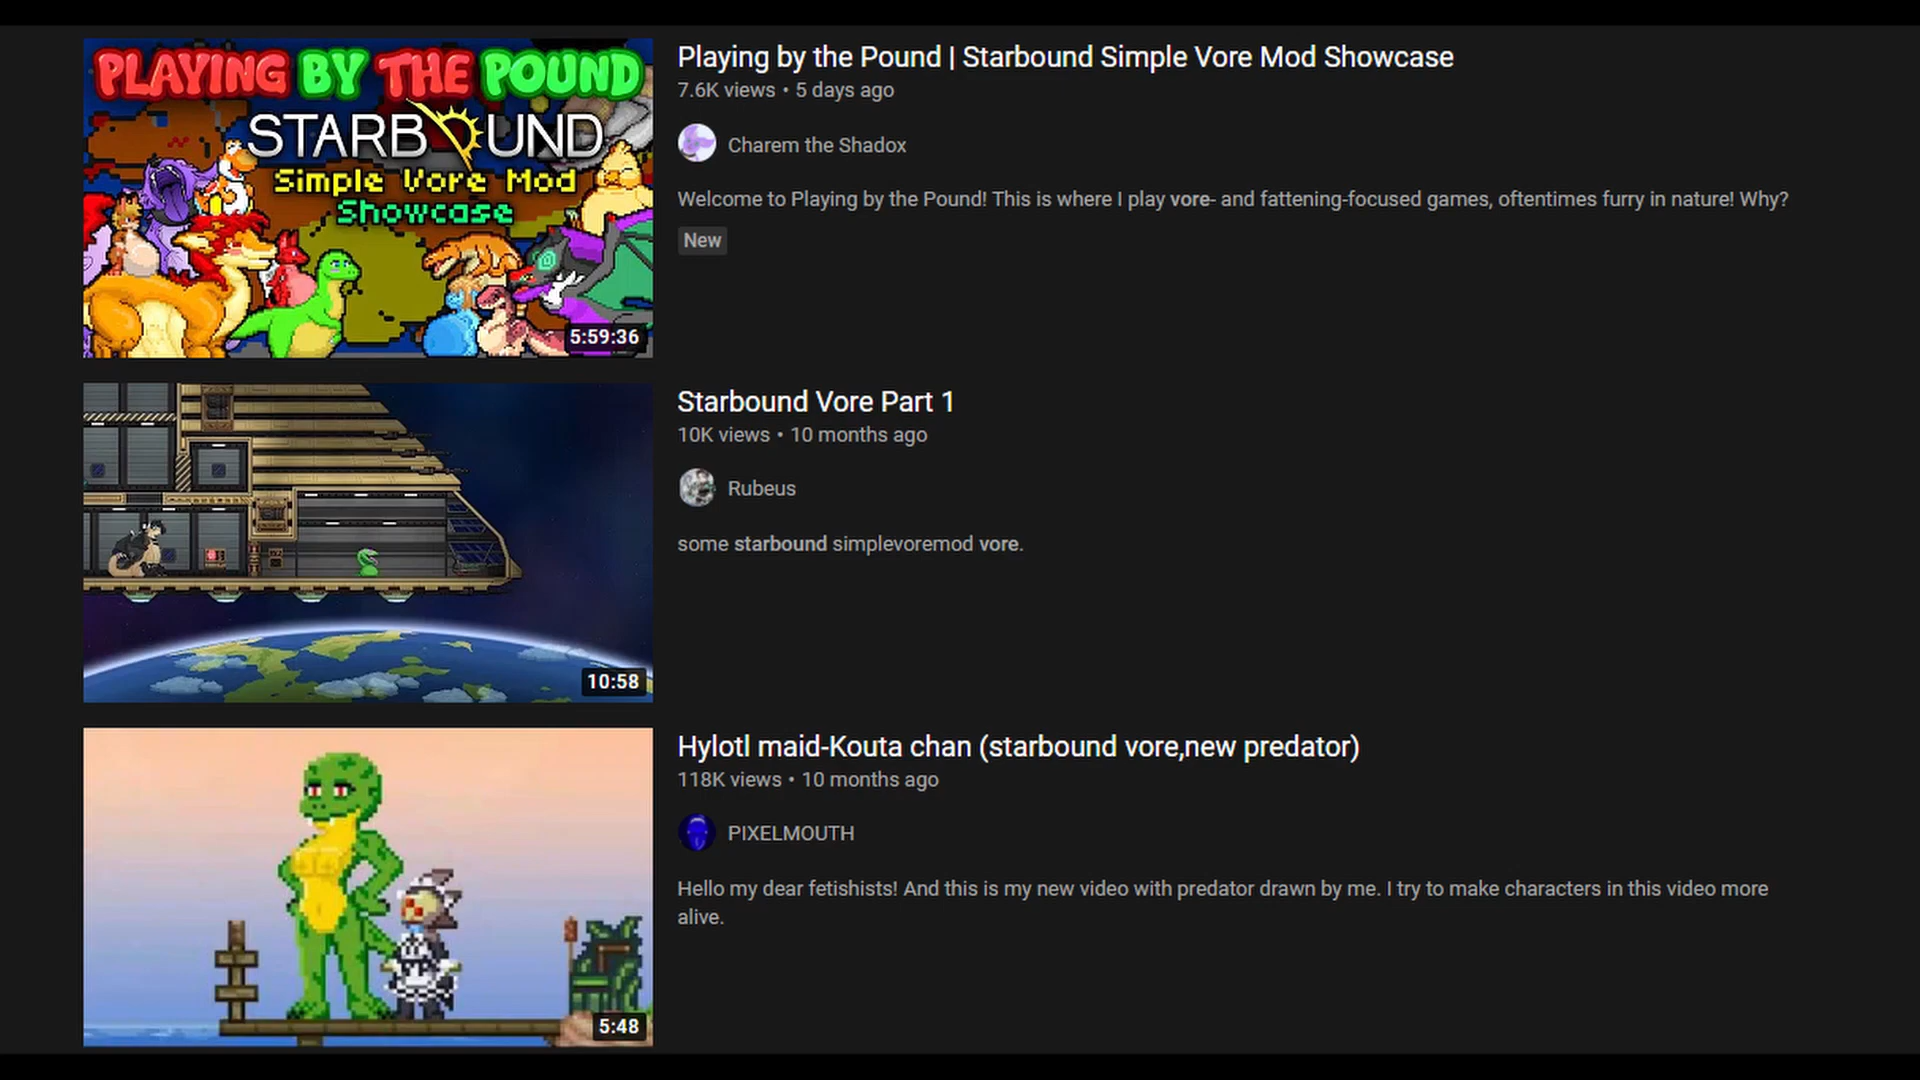 PLAYING BY THE POUND
STARBOUND
Simple Vore Mod
Showcase
5:59:36
Playing by the Pound | Starbound Simple Vore Mod Showcase
7.6K views • 5 days ago
Charem the Shadox
Welcome to Playing by the Pound! This is where I play vore- and fattening-focused games, oftentimes furry in nature! Why?
New
10:58
Starbound Vore Part 1
10K views • 10 months ago
Rubeus
some starbound simplevoremod vore.
5:48
Hylotl maid-Kouta chan (starbound vore,new predator)
118K views • 10 months ago
PIXELMOUTH
Hello my dear fetishists! And this is my new video with predator drawn by me. I try to make characters in this video more
alive.